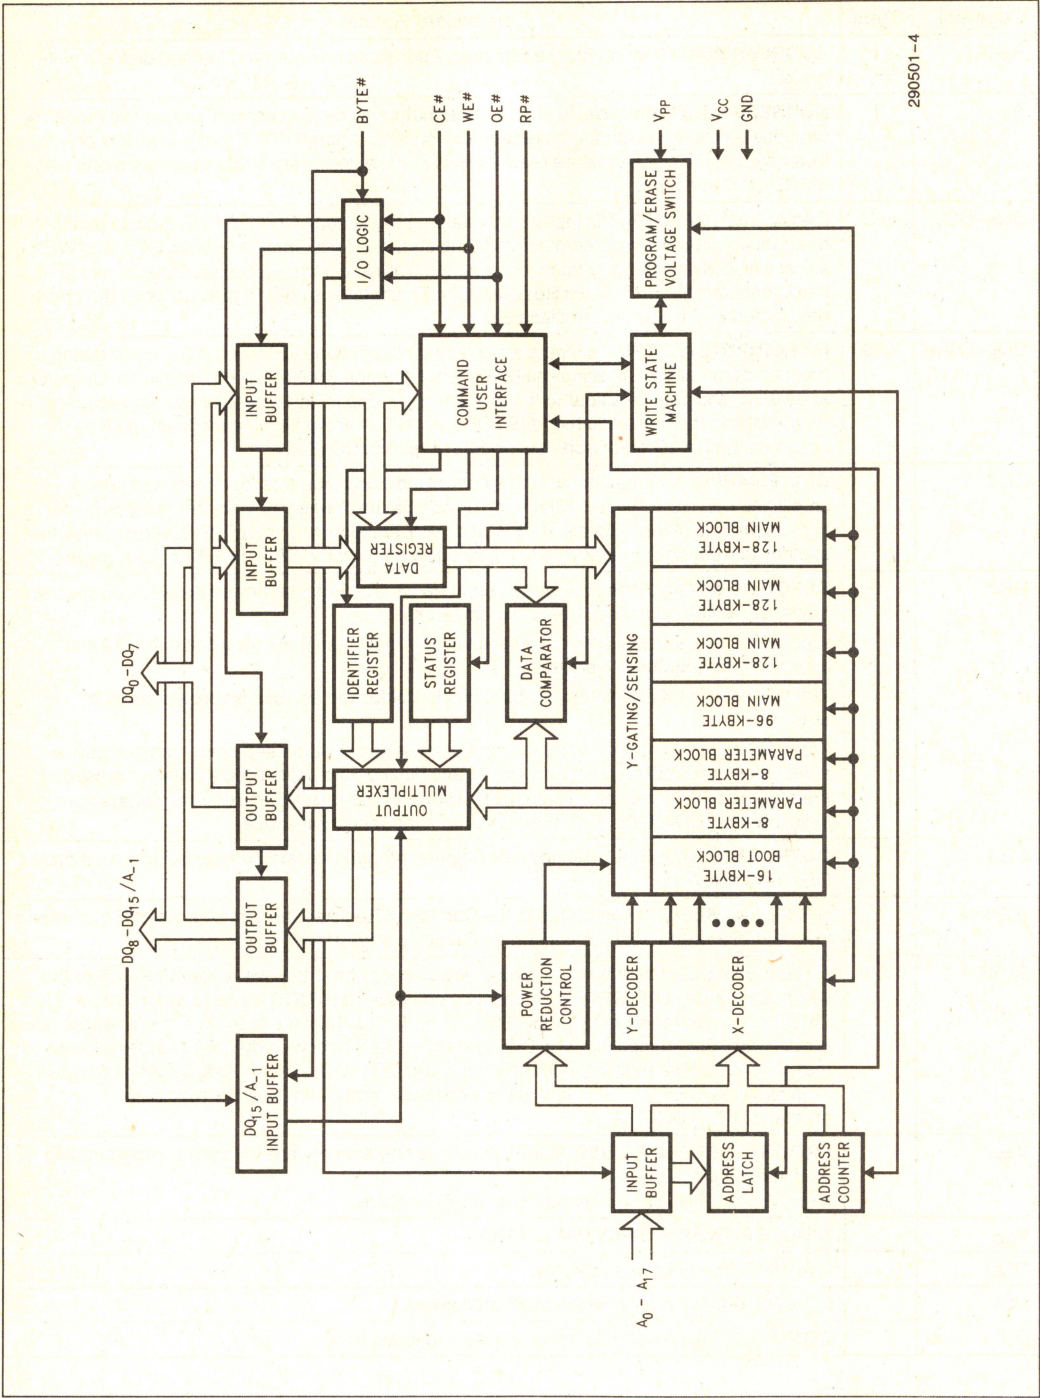 DQ8-DQ15/A-1
DQ0-DQ7
DQ15/A-1
INPUT BUFFER
OUTPUT
BUFFER
OUTPUT
BUFFER
INPUT
BUFFER
INPUT
BUFFER
I/O LOGIC
BYTE#
CE#
WE#
OE#
RP#
OUTPUT
MULTIPLEXER
IDENTIFIER
REGISTER
STATUS
REGISTER
DATA
REGISTER
COMMAND
USER
INTERFACE
POWER
REDUCTION
CONTROL
DATA
COMPARATOR
A0 - A17
INPUT
BUFFER
ADDRESS
LATCH
ADDRESS
COUNTER
Y-DECODER
X-DECODER
Y-GATING/SENSING
16-KBYTE
BOOT BLOCK
8-KBYTE
PARAMETER BLOCK
8-KBYTE
PARAMETER BLOCK
96-KBYTE
MAIN BLOCK
128-KBYTE
MAIN BLOCK
128-KBYTE
MAIN BLOCK
128-KBYTE
MAIN BLOCK
WRITE STATE
MACHINE
PROGRAM/ERASE
VOLTAGE SWITCH
VPP
VCC
GND
290501-4